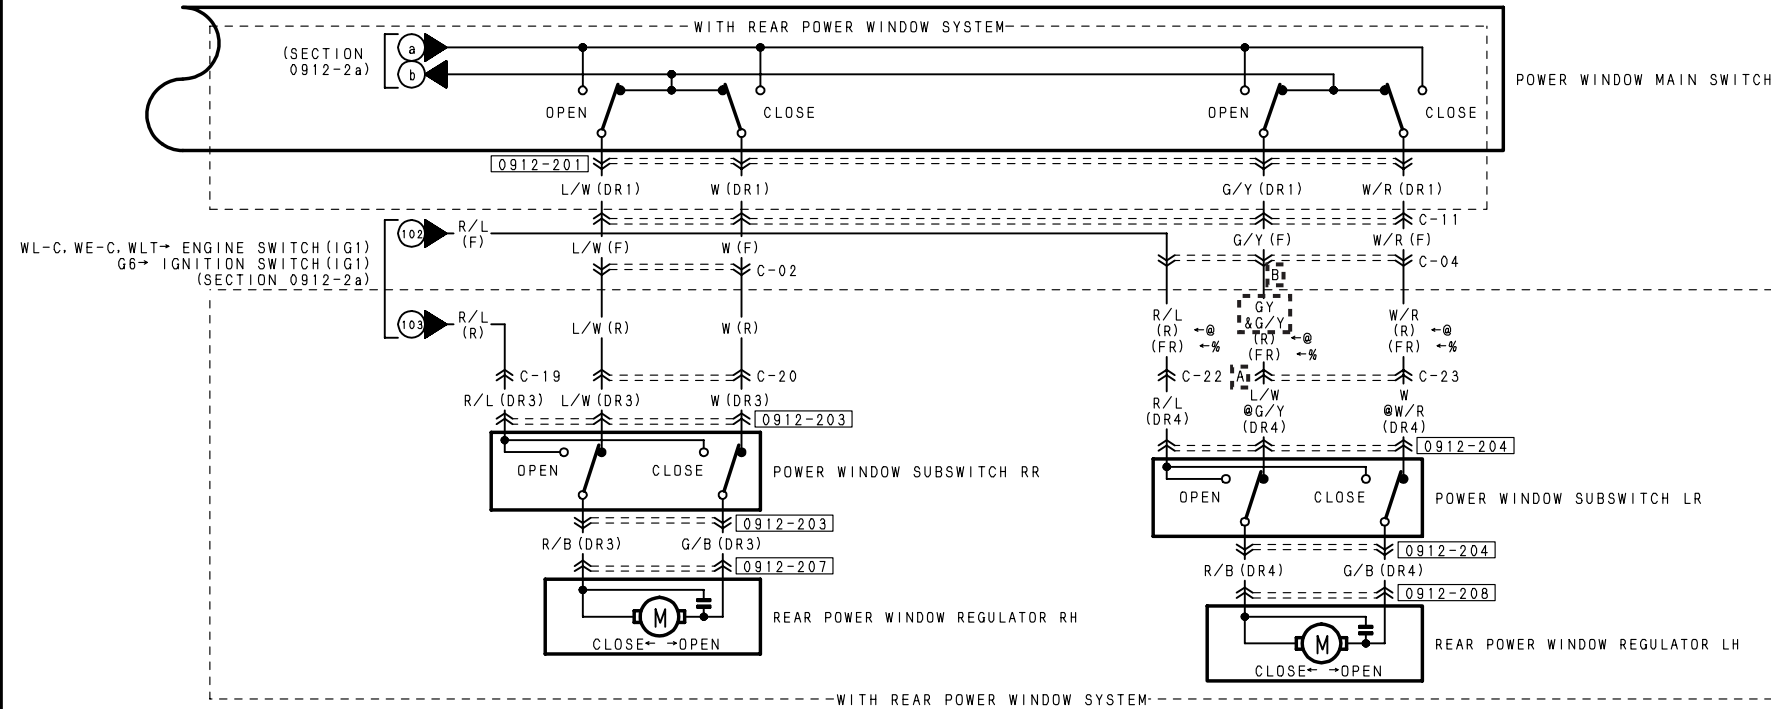 WITH REAR POWER WINDOW SYSTEM
(SECTION
0912-2a)
a
b
POWER WINDOW MAIN SWITCH
OPEN
CLOSE
OPEN
CLOSE
0912-201
L/W (DR1)
W (DR1)
G/Y (DR1)
W/R (DR1)
C-11
WL-C, WE-C, WLT→ ENGINE SWITCH (IG1)
G6→ IGNITION SWITCH (IG1)
(SECTION 0912-2a)
102
R/L
(F)
L/W (F)
W (F)
G/Y (F)
W/R (F)
C-02
C-04
B
103
R/L
(R)
L/W (R)
W (R)
R/L
(R) ←@
(FR) ←%
GY
&G/Y
(R) ←@
(FR) ←%
W/R
(R) ←@
(FR) ←%
C-19
C-20
C-22
A
C-23
R/L (DR3)
L/W (DR3)
W (DR3)
R/L
(DR4)
L/W
@G/Y
(DR4)
W
@W/R
(DR4)
0912-203
0912-204
OPEN
CLOSE
POWER WINDOW SUBSWITCH RR
OPEN
CLOSE
POWER WINDOW SUBSWITCH LR
0912-203
R/B (DR3)
G/B (DR3)
0912-207
0912-204
R/B (DR4)
G/B (DR4)
0912-208
M
CLOSE← →OPEN
REAR POWER WINDOW REGULATOR RH
M
CLOSE← →OPEN
REAR POWER WINDOW REGULATOR LH
WITH REAR POWER WINDOW SYSTEM